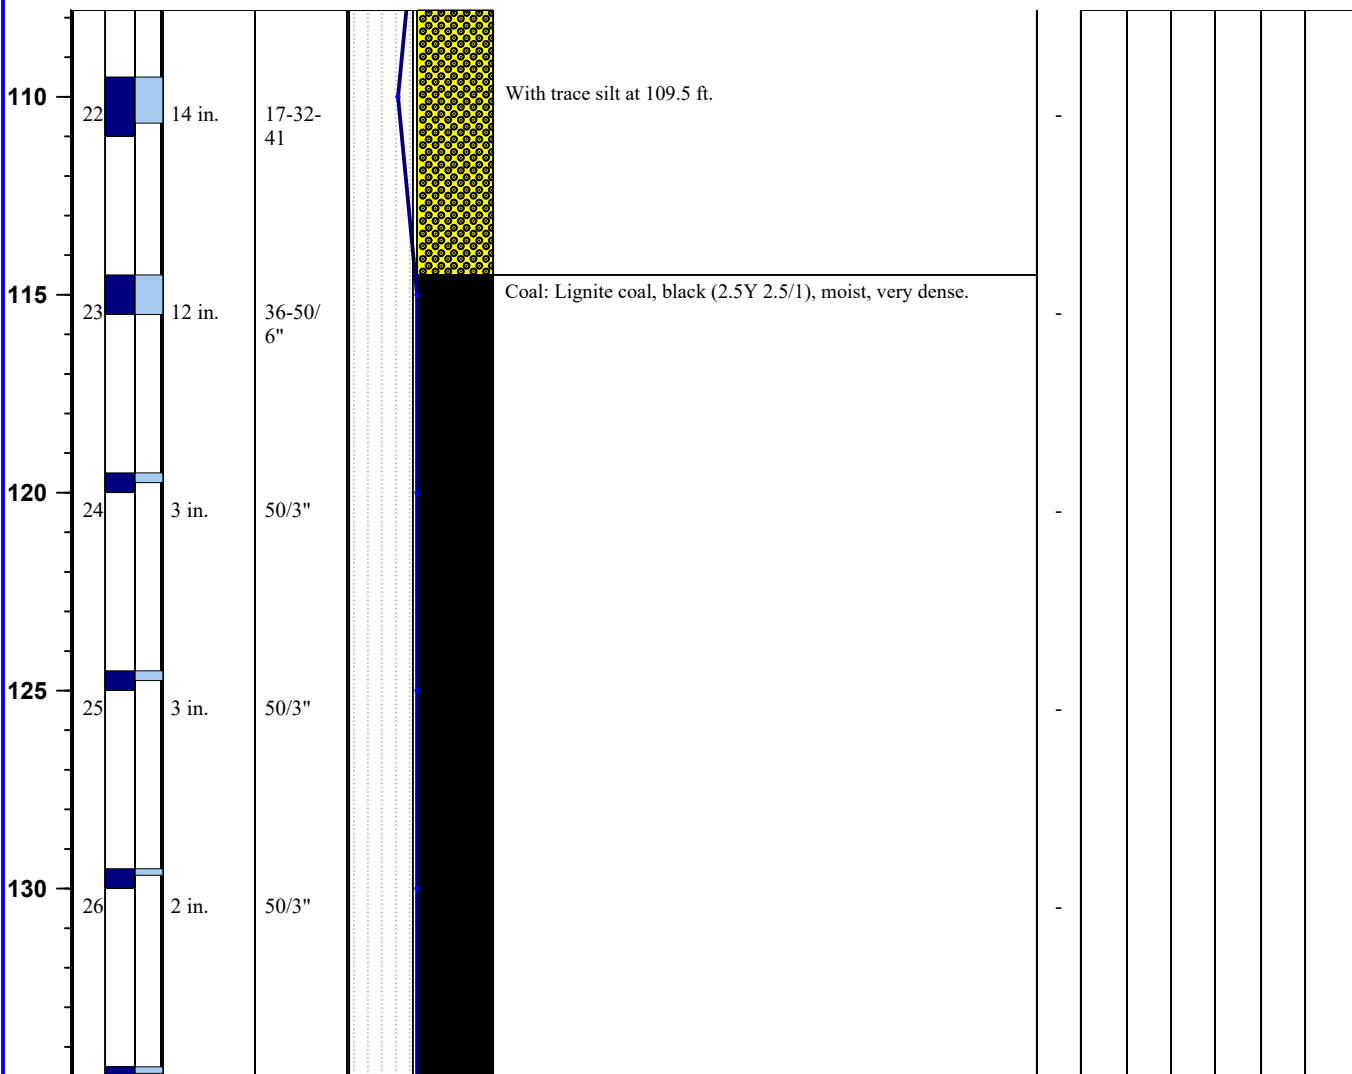 110
With trace silt at 109.5 ft.
22 14 in. 17-32- -
41
115
Coal: Lignite coal, black (2.5Y 2.5/1), moist, very dense.
23 12 in. 36-50/ -
6"
120
24 3 in. 50/3" -
125
25 3 in. 50/3" -
130
26 2 in. 50/3" -